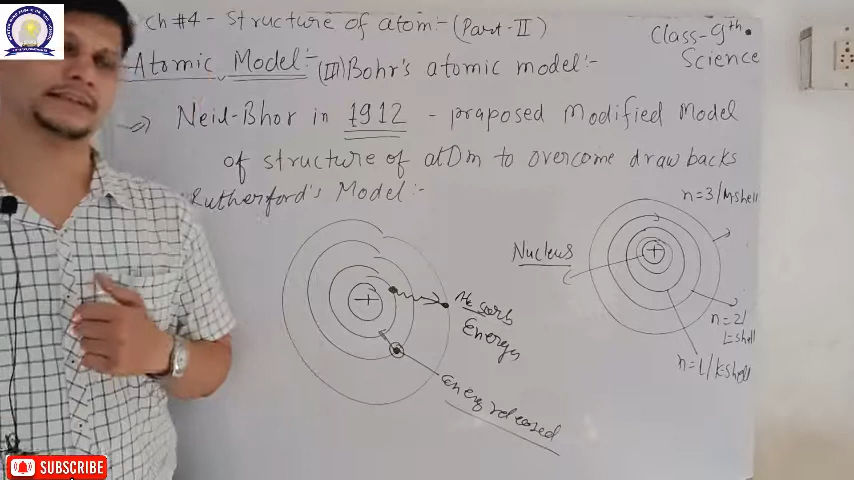 Ch #4 - Structure of atom:- (Part-II)
Class-9th.
Science
Atomic Model:- (III) Bohr's atomic model:-
=> Neil-Bhor in 1912 - praposed Modified Model
of structure of atom to overcome drawbacks
Rutherford's Model:-
n=3/M shell
Nucleus
+
+
Absorb
Energy
n=2/
L-shell
n=1/K-shell
energy released
SUBSCRIBE